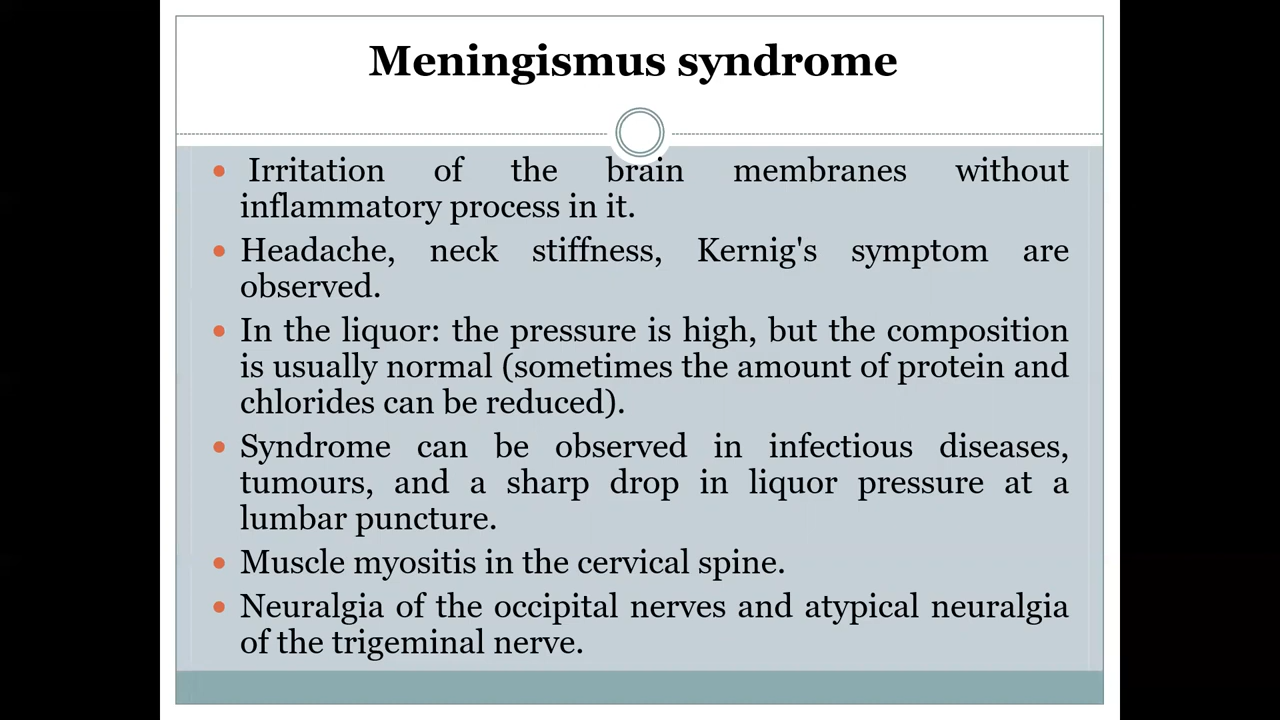 Meningismus syndrome
• Irritation of the brain membranes without
inflammatory process in it.
• Headache, neck stiffness, Kernig's symptom are
observed.
• In the liquor: the pressure is high, but the composition
is usually normal (sometimes the amount of protein and
chlorides can be reduced).
• Syndrome can be observed in infectious diseases,
tumours, and a sharp drop in liquor pressure at a
lumbar puncture.
• Muscle myositis in the cervical spine.
• Neuralgia of the occipital nerves and atypical neuralgia
of the trigeminal nerve.